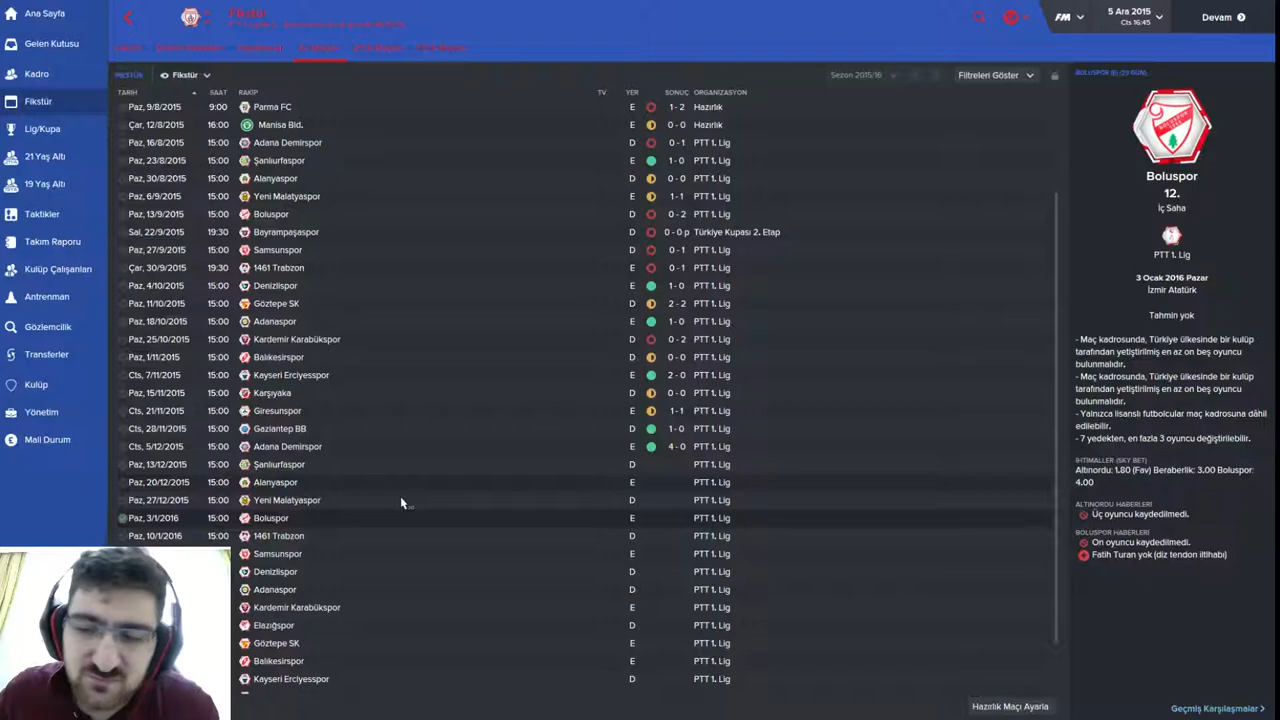 Ana Sayfa
Gelen Kutusu
Kadro
Fikstür
Lig/Kupa
21 Yaş Altı
19 Yaş Altı
Taktikler
Takım Raporu
Kulüp Çalışanları
Antrenman
Gözlemcilik
Transferler
Kulüp
Yönetim
Mali Durum
Fikstür
FM
5 Ara 2015
Cts 16:45
Devam
FİKSTÜR Fikstür Sezon 2015/16 Filtreleri Göster
TARİH SAAT RAKİP TV YER SONUÇ ORGANİZASYON
Paz, 9/8/2015 9:00 Parma FC E 1 - 2 Hazırlık
Çar, 12/8/2015 16:00 Manisa Bld. E 0 - 0 Hazırlık
Paz, 16/8/2015 15:00 Adana Demirspor D 0 - 1 PTT 1. Lig
Paz, 23/8/2015 15:00 Şanlıurfaspor E 1 - 0 PTT 1. Lig
Paz, 30/8/2015 15:00 Alanyaspor D 0 - 0 PTT 1. Lig
Paz, 6/9/2015 15:00 Yeni Malatyaspor E 1 - 1 PTT 1. Lig
Paz, 13/9/2015 15:00 Boluspor D 0 - 2 PTT 1. Lig
Sal, 22/9/2015 19:30 Bayrampaşaspor D 0 - 0 p Türkiye Kupası 2. Etap
Paz, 27/9/2015 15:00 Samsunspor D 0 - 1 PTT 1. Lig
Çar, 30/9/2015 19:30 1461 Trabzon E 0 - 1 PTT 1. Lig
Paz, 4/10/2015 15:00 Denizlispor E 1 - 0 PTT 1. Lig
Paz, 11/10/2015 15:00 Göztepe SK D 2 - 2 PTT 1. Lig
Paz, 18/10/2015 15:00 Adanaspor E 1 - 0 PTT 1. Lig
Paz, 25/10/2015 15:00 Kardemir Karabükspor D 0 - 2 PTT 1. Lig
Paz, 1/11/2015 15:00 Balıkesirspor D 0 - 0 PTT 1. Lig
Cts, 7/11/2015 15:00 Kayseri Erciyesspor E 2 - 0 PTT 1. Lig
Paz, 15/11/2015 15:00 Karşıyaka D 0 - 0 PTT 1. Lig
Cts, 21/11/2015 15:00 Giresunspor E 1 - 1 PTT 1. Lig
Cts, 28/11/2015 15:00 Gaziantep BB D 1 - 0 PTT 1. Lig
Cts, 5/12/2015 15:00 Adana Demirspor E 4 - 0 PTT 1. Lig
Paz, 13/12/2015 15:00 Şanlıurfaspor D PTT 1. Lig
Paz, 20/12/2015 15:00 Alanyaspor E PTT 1. Lig
Paz, 27/12/2015 15:00 Yeni Malatyaspor D PTT 1. Lig
Paz, 3/1/2016 15:00 Boluspor E PTT 1. Lig
Paz, 10/1/2016 15:00 1461 Trabzon D PTT 1. Lig
Samsunspor E PTT 1. Lig
Denizlispor D PTT 1. Lig
Adanaspor D PTT 1. Lig
Kardemir Karabükspor E PTT 1. Lig
Elazığspor D PTT 1. Lig
Göztepe SK E PTT 1. Lig
Balıkesirspor E PTT 1. Lig
Kayseri Erciyesspor D PTT 1. Lig
Hazırlık Maçı Ayarla
BOLUSPOR (E) (29 GÜN)
Boluspor
12.
İç Saha
PTT 1. Lig
3 Ocak 2016 Pazar
İzmir Atatürk
Tahmin yok
- Maç kadrosunda, Türkiye ülkesinde bir kulüp
tarafından yetiştirilmiş en az on beş oyuncu
bulunmalıdır.
- Maç kadrosunda, Türkiye ülkesinde bir kulüp
tarafından yetiştirilmiş en az on beş oyuncu
bulunmalıdır.
- Yalnızca lisanslı futbolcular maç kadrosuna dâhil
edilebilir.
- 7 yedekten, en fazla 3 oyuncu değiştirilebilir.
İHTİMALLER (SKY BET)
Altınordu: 1.80 (Fav) Beraberlik: 3.00 Boluspor:
4.00
ALTINORDU HABERLERİ
Üç oyuncu kaydedilmedi.
BOLUSPOR HABERLERİ
On oyuncu kaydedilmedi.
Fatih Turan yok (diz tendon iltihabı)
Geçmiş Karşılaşmalar